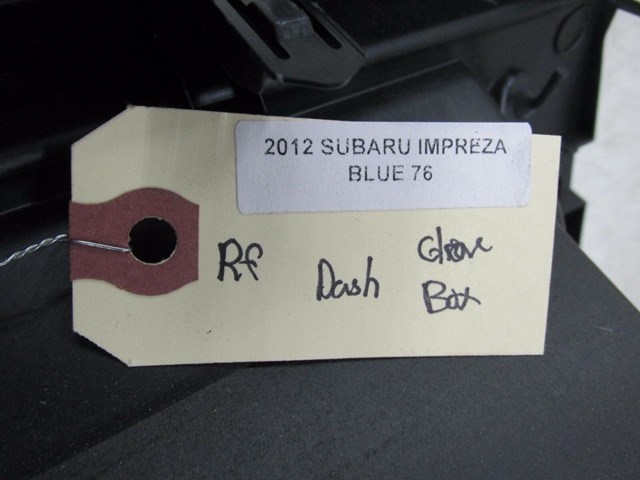 2012 SUBARU IMPREZA
BLUE 76
Rf Dash Glove
Box